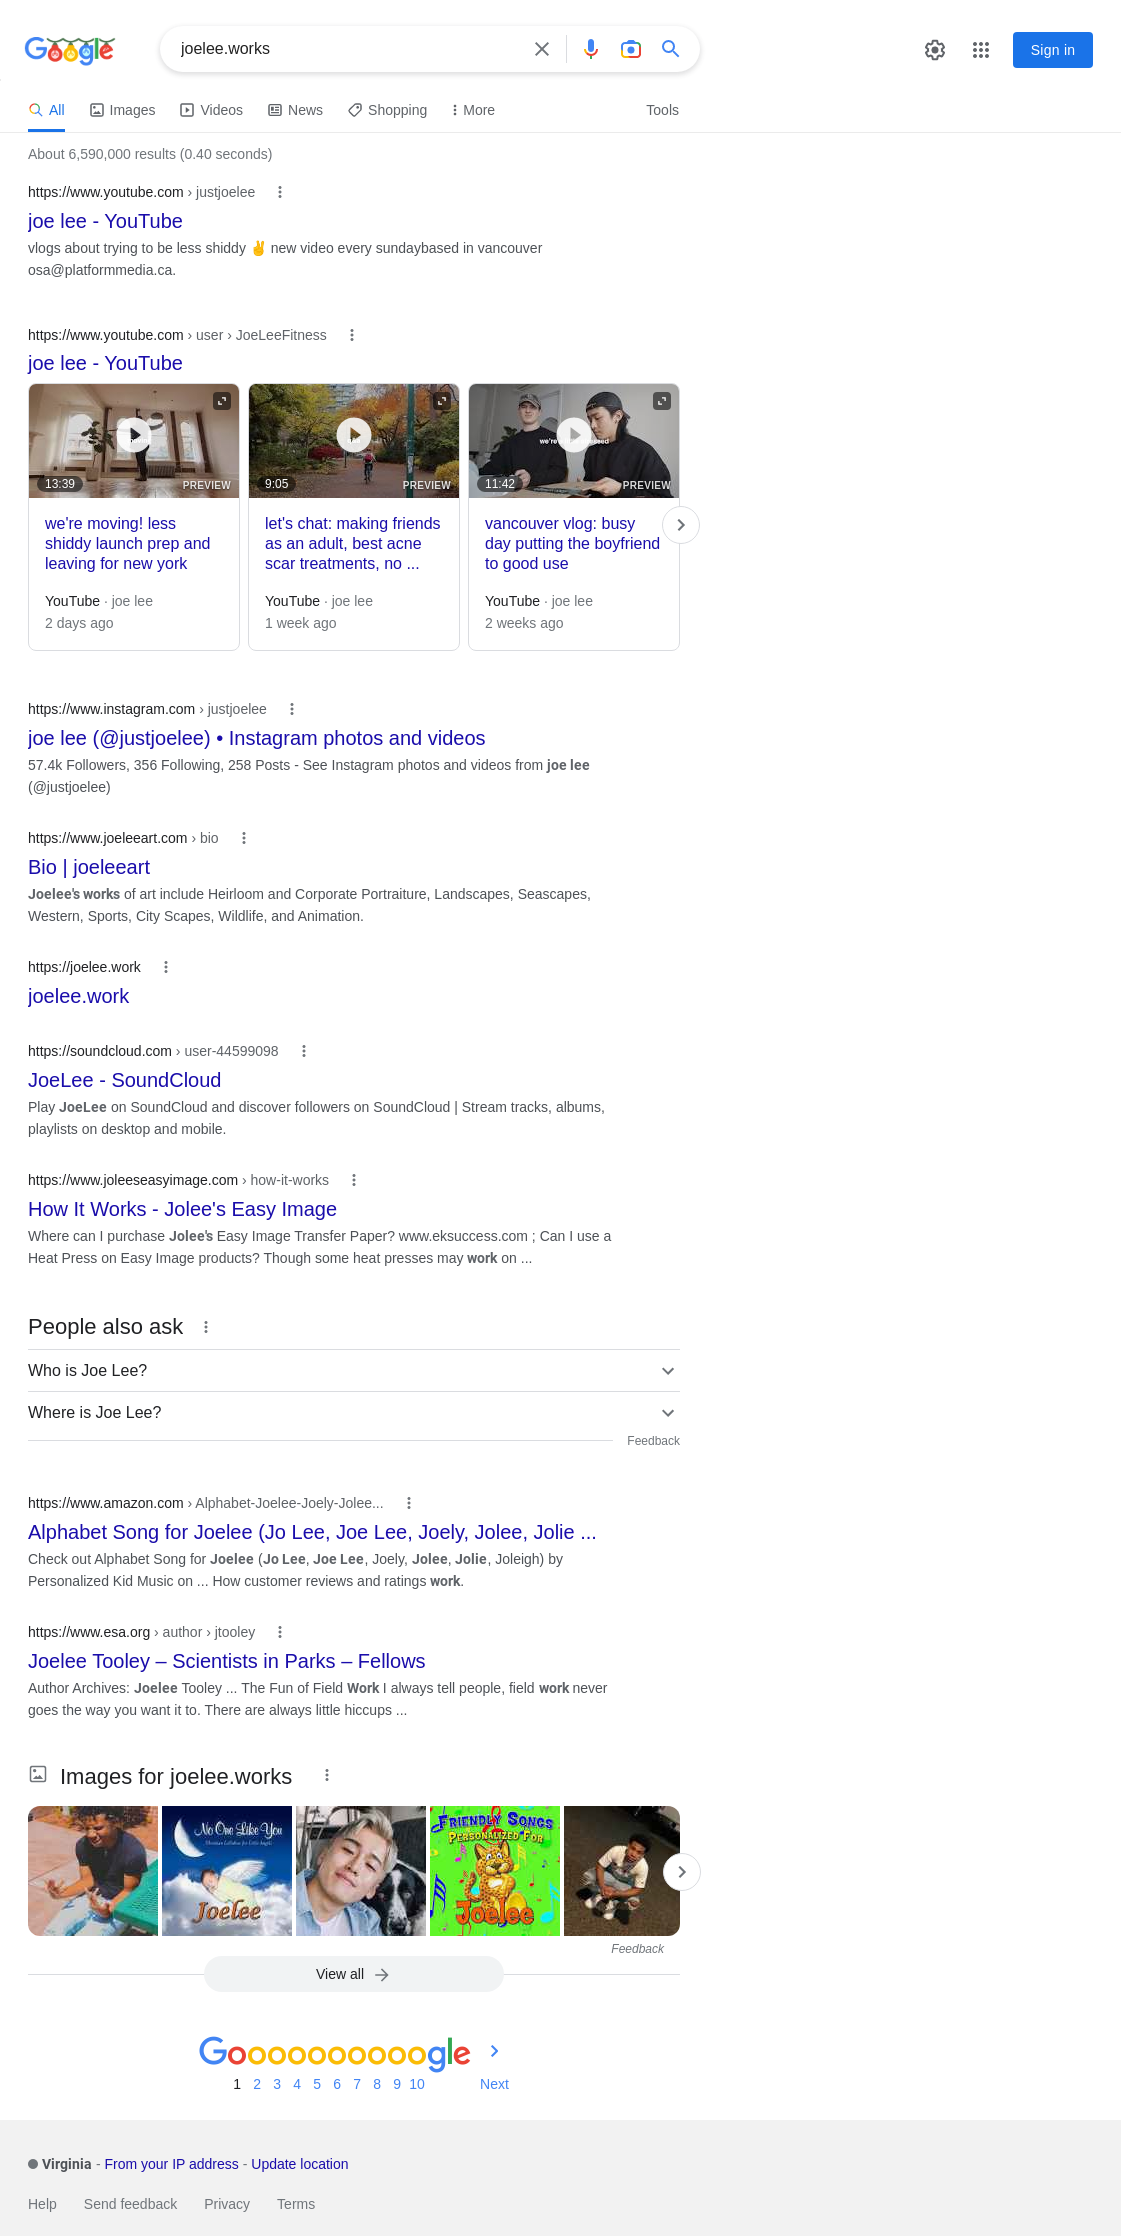 Google
joelee.works
Sign in
All
Images
Videos
News
Shopping
More
Tools
About 6,590,000 results (0.40 seconds)
https://www.youtube.com › justjoelee
joe lee - YouTube
vlogs about trying to be less shiddy ✌ new video every sundaybased in vancouver
osa@platformmedia.ca.
https://www.youtube.com › user › JoeLeeFitness
joe lee - YouTube
13:39
PREVIEW
we're moving! less
shiddy launch prep and
leaving for new york
YouTube · joe lee
2 days ago
9:05
PREVIEW
let's chat: making friends
as an adult, best acne
scar treatments, no ...
YouTube · joe lee
1 week ago
11:42
PREVIEW
vancouver vlog: busy
day putting the boyfriend
to good use
YouTube · joe lee
2 weeks ago
https://www.instagram.com › justjoelee
joe lee (@justjoelee) • Instagram photos and videos
57.4k Followers, 356 Following, 258 Posts - See Instagram photos and videos from joe lee
(@justjoelee)
https://www.joeleeart.com › bio
Bio | joeleeart
Joelee's works of art include Heirloom and Corporate Portraiture, Landscapes, Seascapes,
Western, Sports, City Scapes, Wildlife, and Animation.
https://joelee.work
joelee.work
https://soundcloud.com › user-44599098
JoeLee - SoundCloud
Play JoeLee on SoundCloud and discover followers on SoundCloud | Stream tracks, albums,
playlists on desktop and mobile.
https://www.joleeseasyimage.com › how-it-works
How It Works - Jolee's Easy Image
Where can I purchase Jolee's Easy Image Transfer Paper? www.eksuccess.com ; Can I use a
Heat Press on Easy Image products? Though some heat presses may work on ...
People also ask
Who is Joe Lee?
Where is Joe Lee?
Feedback
https://www.amazon.com › Alphabet-Joelee-Joely-Jolee...
Alphabet Song for Joelee (Jo Lee, Joe Lee, Joely, Jolee, Jolie ...
Check out Alphabet Song for Joelee (Jo Lee, Joe Lee, Joely, Jolee, Jolie, Joleigh) by
Personalized Kid Music on ... How customer reviews and ratings work.
https://www.esa.org › author › jtooley
Joelee Tooley – Scientists in Parks – Fellows
Author Archives: Joelee Tooley ... The Fun of Field Work I always tell people, field work never
goes the way you want it to. There are always little hiccups ...
Images for joelee.works
No One Like You
Joelee
FRIENDLY SONGS
PERSONALIZED FOR
Joelee
Feedback
View all
Goooooooooogle
1 2 3 4 5 6 7 8 9 10 Next
Virginia - From your IP address - Update location
Help Send feedback Privacy Terms